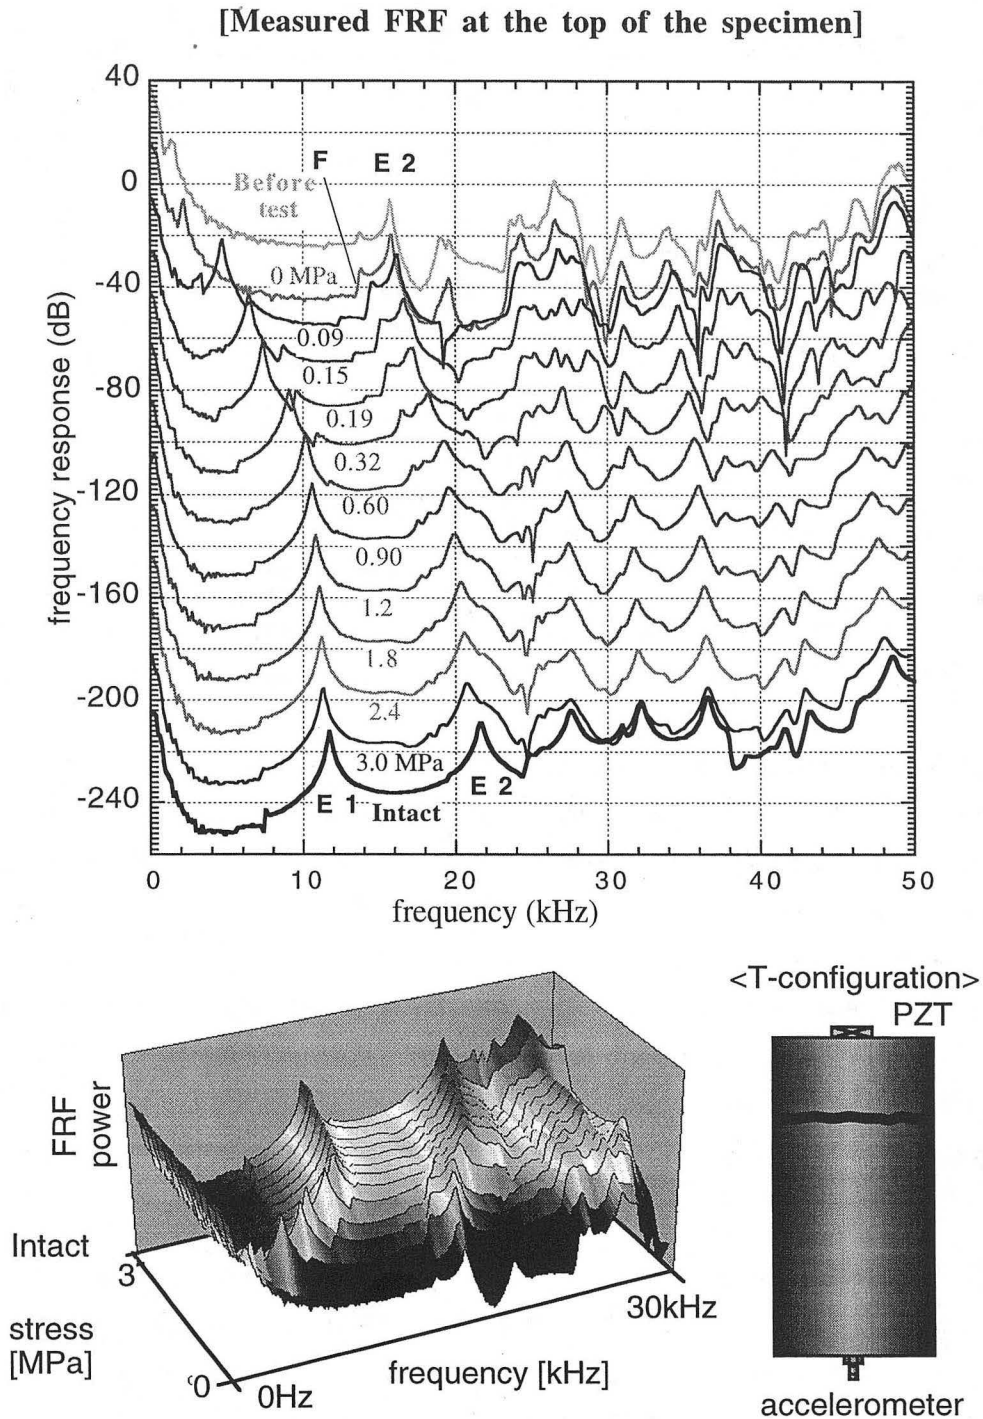 [Measured FRF at the top of the specimen]
40
0
-40
-80
-120
-160
-200
-240
frequency response (dB)
F
E 2
Before
test
0 MPa
0.09
0.15
0.19
0.32
0.60
0.90
1.2
1.8
2.4
3.0 MPa
E 1
Intact
E 2
0
10
20
30
40
50
frequency (kHz)
<T-configuration>
PZT
FRF
power
Intact
3
stress
[MPa]
0
0Hz
frequency [kHz]
30kHz
accelerometer